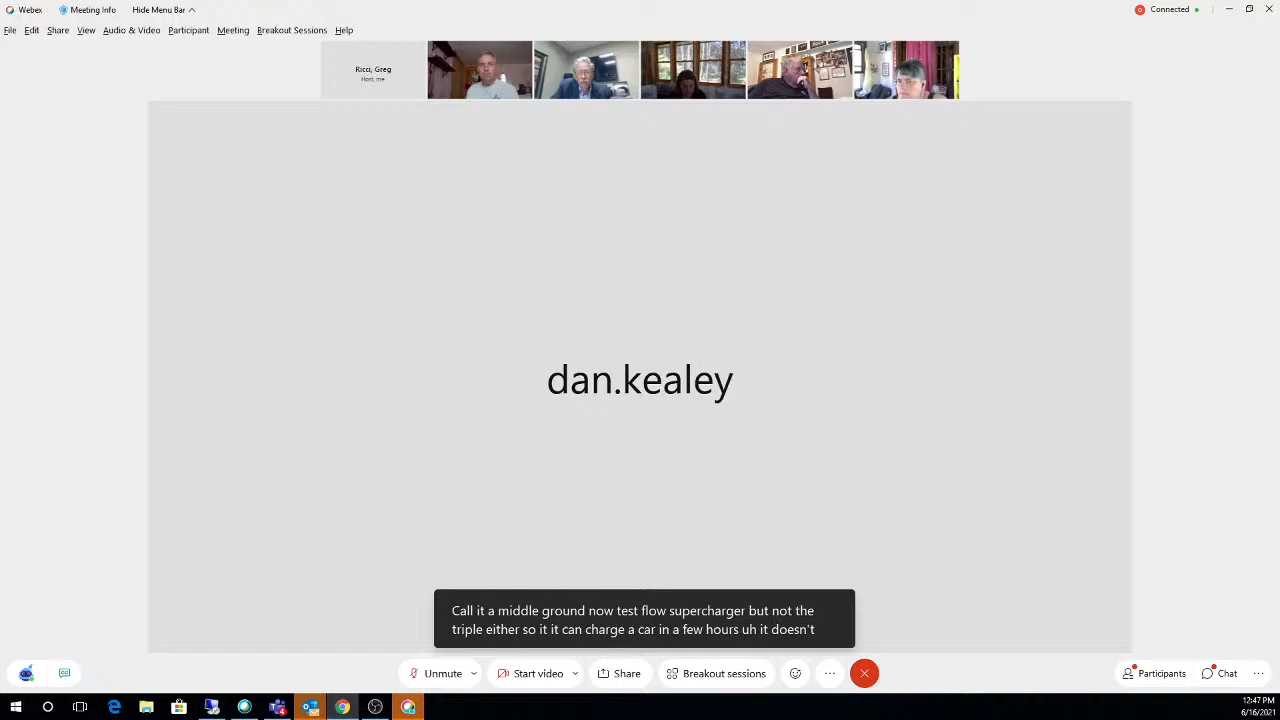 Webex
Meeting Info
Hide Menu Bar
Connected
File Edit Share View Audio & Video Participant Meeting Breakout Sessions Help
Ricci, Greg
Host, me
dan.kealey
Call it a middle ground now test flow supercharger but not the
triple either so it it can charge a car in a few hours uh it doesn't
Unmute
Start video
Share
Breakout sessions
Participants
Chat
4
12:47 PM
6/16/2021